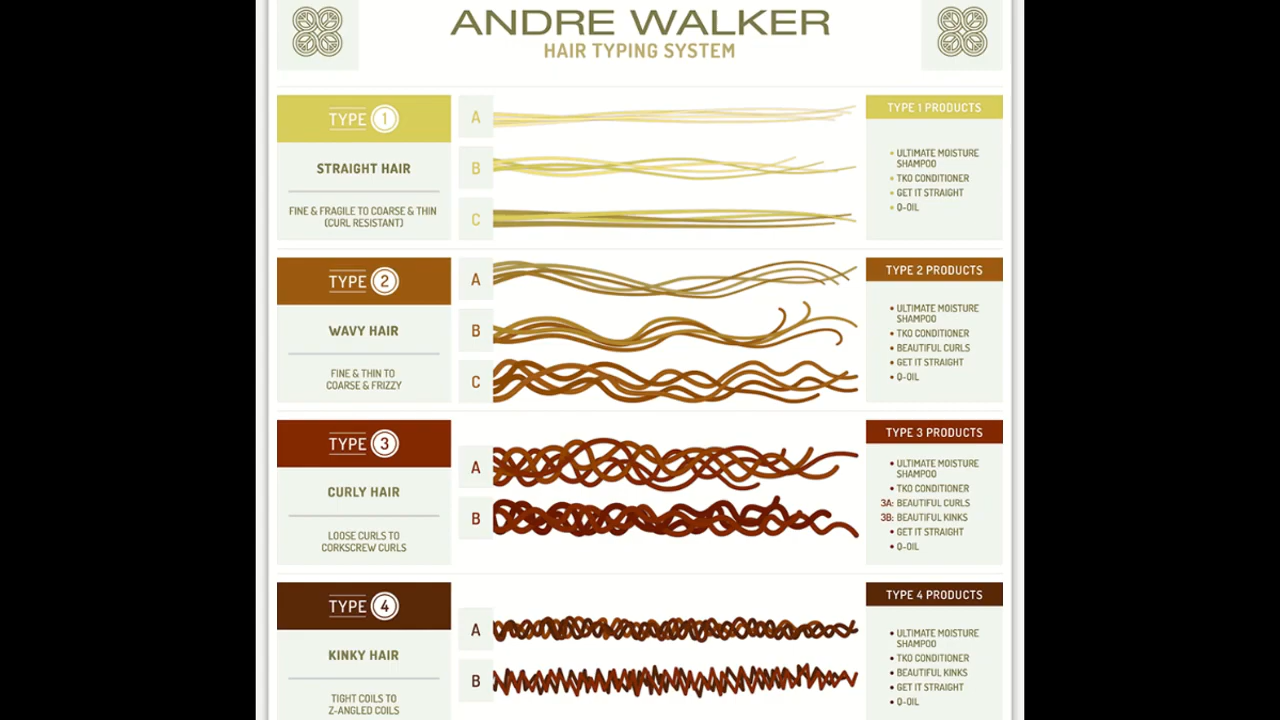 ANDRE WALKER
HAIR TYPING SYSTEM
TYPE 1
STRAIGHT HAIR
FINE & FRAGILE TO COARSE & THIN
(CURL RESISTANT)
A
B
C
TYPE 1 PRODUCTS
• ULTIMATE MOISTURE
SHAMPOO
• TKO CONDITIONER
• GET IT STRAIGHT
• Q-OIL
TYPE 2
WAVY HAIR
FINE & THIN TO
COARSE & FRIZZY
A
B
C
TYPE 2 PRODUCTS
• ULTIMATE MOISTURE
SHAMPOO
• TKO CONDITIONER
• BEAUTIFUL CURLS
• GET IT STRAIGHT
• Q-OIL
TYPE 3
CURLY HAIR
LOOSE CURLS TO
CORKSCREW CURLS
A
B
TYPE 3 PRODUCTS
• ULTIMATE MOISTURE
SHAMPOO
• TKO CONDITIONER
3A: BEAUTIFUL CURLS
3B: BEAUTIFUL KINKS
• GET IT STRAIGHT
• Q-OIL
TYPE 4
KINKY HAIR
TIGHT COILS TO
Z-ANGLED COILS
A
B
TYPE 4 PRODUCTS
• ULTIMATE MOISTURE
SHAMPOO
• TKO CONDITIONER
• BEAUTIFUL KINKS
• GET IT STRAIGHT
• Q-OIL